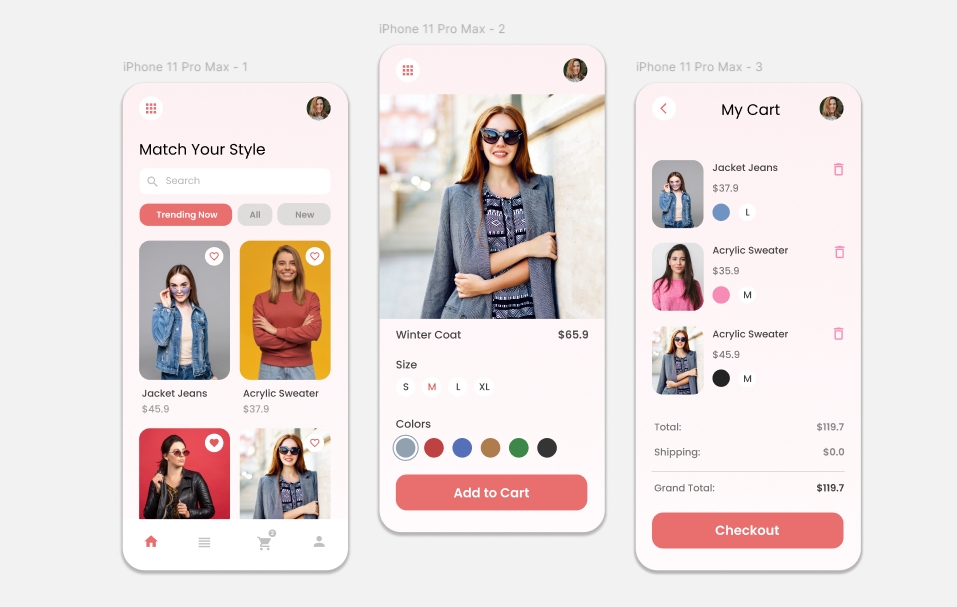 iPhone 11 Pro Max - 1
Match Your Style
Search
Trending Now
All
New
Jacket Jeans
Acrylic Sweater
$45.9
$37.9
2
iPhone 11 Pro Max - 2
Winter Coat
$65.9
Size
S M L XL
Colors
Add to Cart
iPhone 11 Pro Max - 3
My Cart
Jacket Jeans
$37.9
L
Acrylic Sweater
$35.9
M
Acrylic Sweater
$45.9
M
Total: $119.7
Shipping: $0.0
Grand Total: $119.7
Checkout